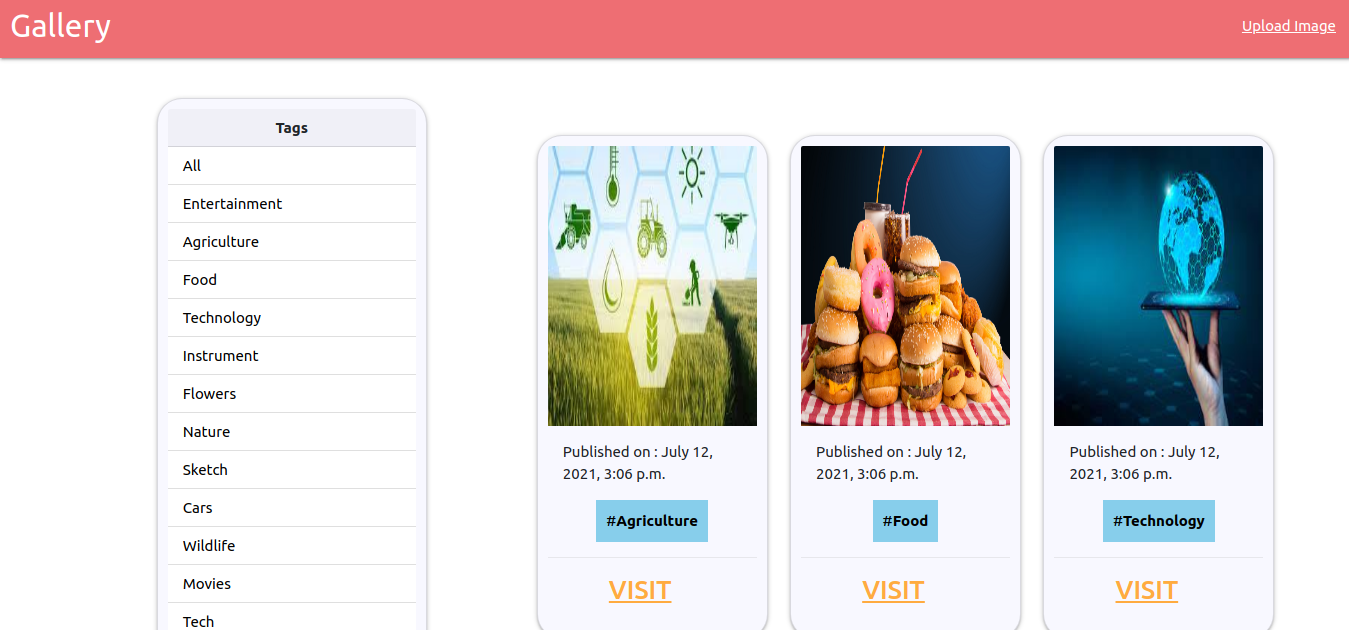 Gallery
Upload Image
Tags
All
Entertainment
Agriculture
Food
Technology
Instrument
Flowers
Nature
Sketch
Cars
Wildlife
Movies
Tech
Published on : July 12,
2021, 3:06 p.m.
#Agriculture
VISIT
Published on : July 12,
2021, 3:06 p.m.
#Food
VISIT
Published on : July 12,
2021, 3:06 p.m.
#Technology
VISIT